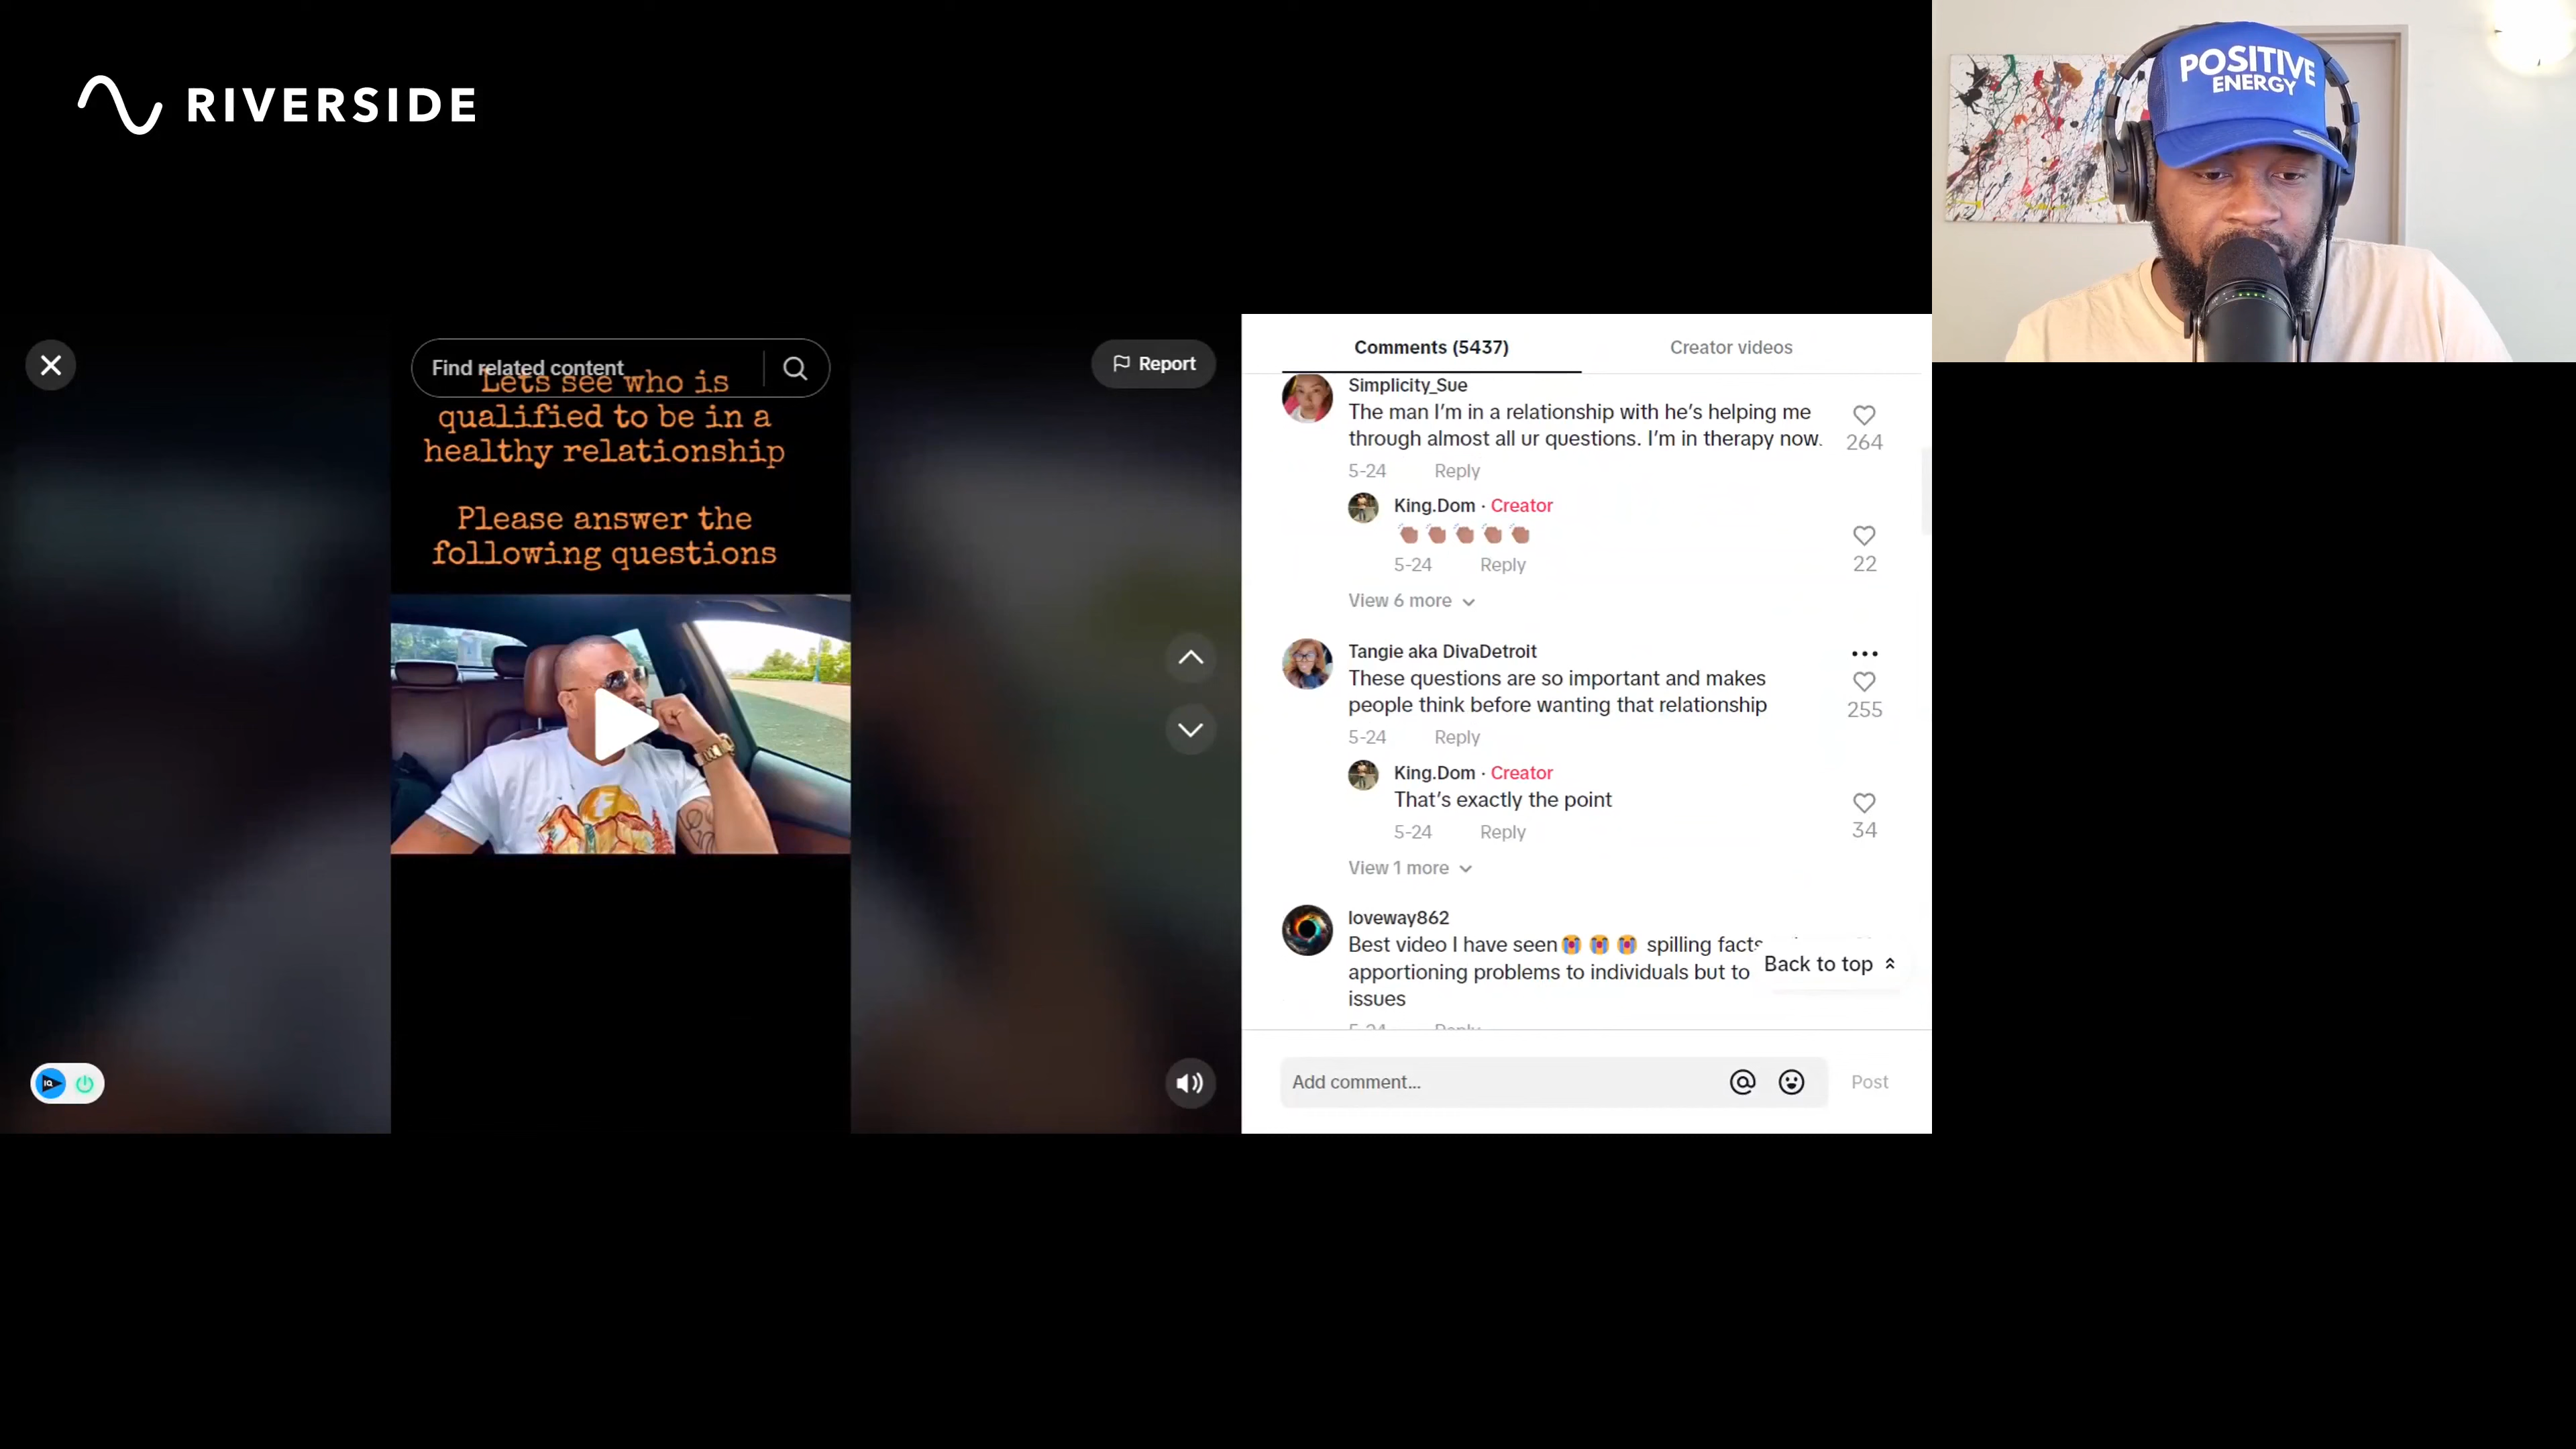 RIVERSIDE
POSITIVE
ENERGY
Find related content
Lets see who is
qualified to be in a
healthy relationship
Please answer the
following questions
Report
IQ
Comments (5437)
Creator videos
Simplicity_Sue
The man I’m in a relationship with he’s helping me
through almost all ur questions. I’m in therapy now.
264
5-24 Reply
King.Dom · Creator
👏🏽👏🏽👏🏽👏🏽👏🏽
5-24 Reply
22
View 6 more
Tangie aka DivaDetroit
These questions are so important and makes
people think before wanting that relationship
255
5-24 Reply
King.Dom · Creator
That’s exactly the point
5-24 Reply
34
View 1 more
loveway862
Best video I have seen😭😭😭 spilling facts
apportioning problems to individuals but to
issues
Back to top
5-24 Reply
Add comment...
Post